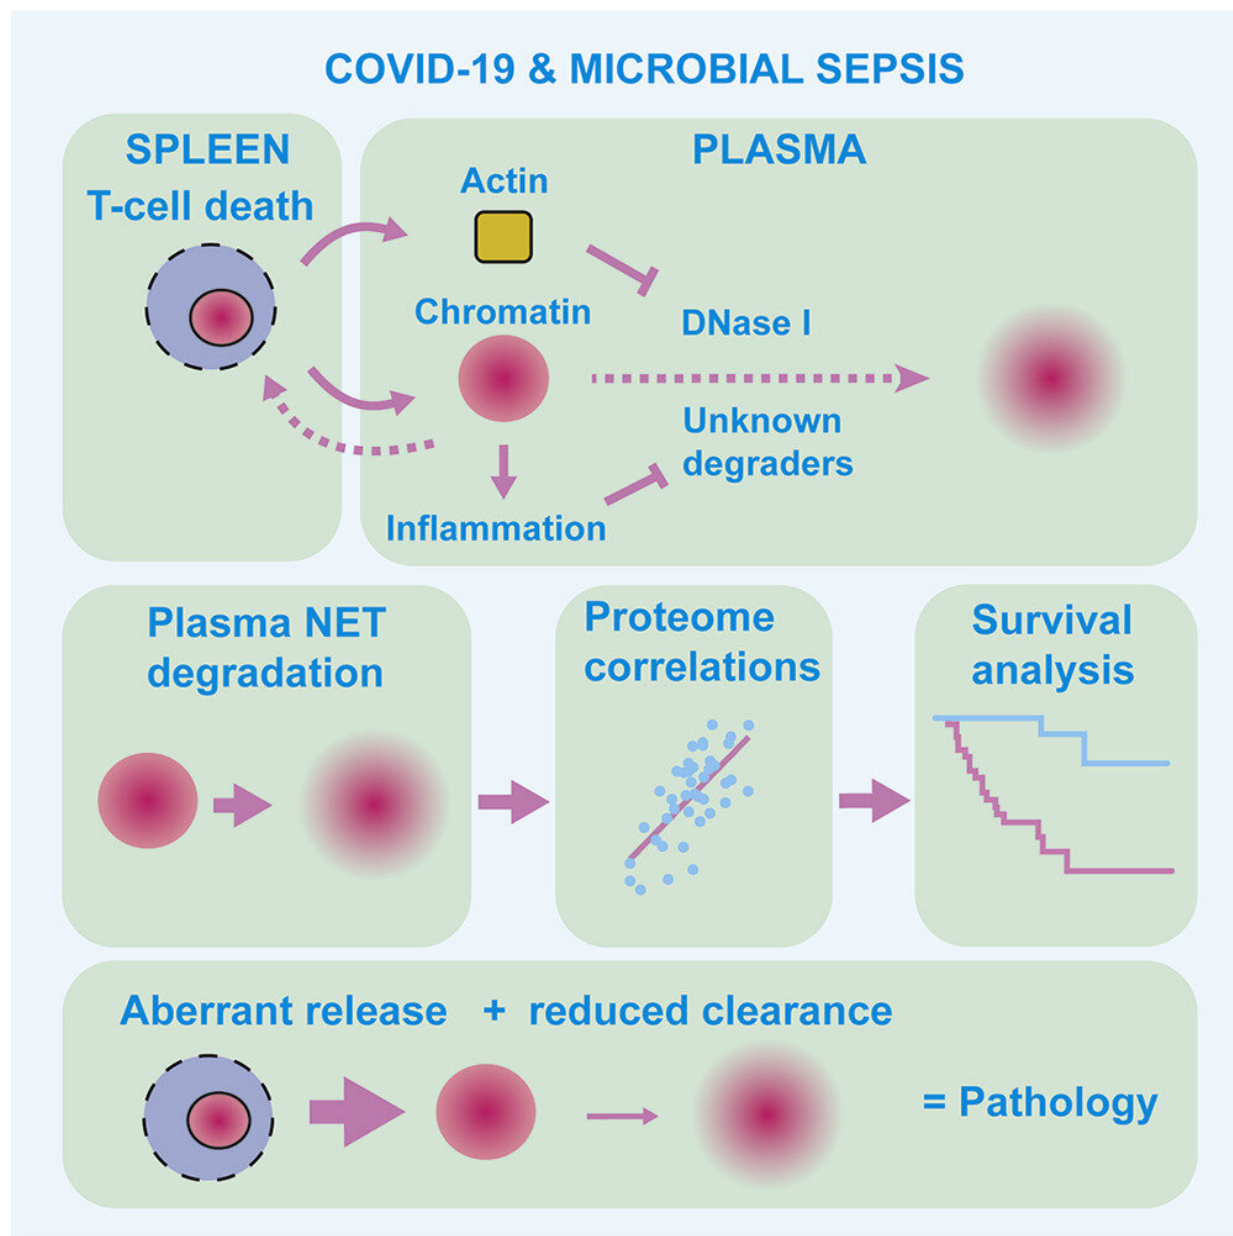 COVID-19 & MICROBIAL SEPSIS
SPLEEN
T-cell death
PLASMA
Actin
Chromatin
DNase I
Unknown
degraders
Inflammation
Plasma NET
degradation
Proteome
correlations
Survival
analysis
Aberrant release + reduced clearance
= Pathology